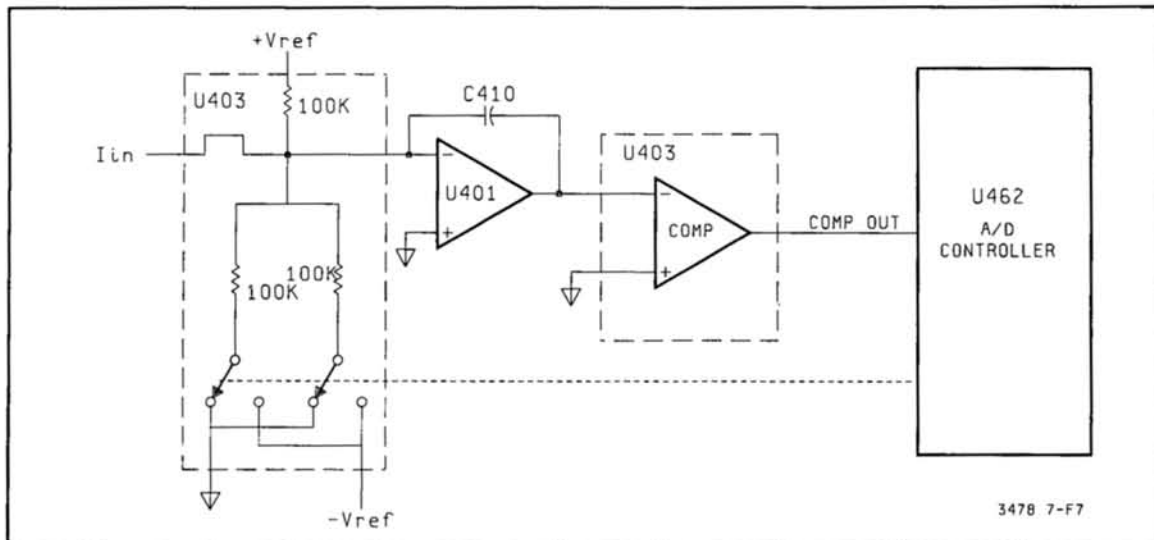 +Vref
U403
100K
C410
Iin
U401
U403
COMP
COMP OUT
U462
A/D
CONTROLLER
100K
100K
-Vref
3478 7-F7